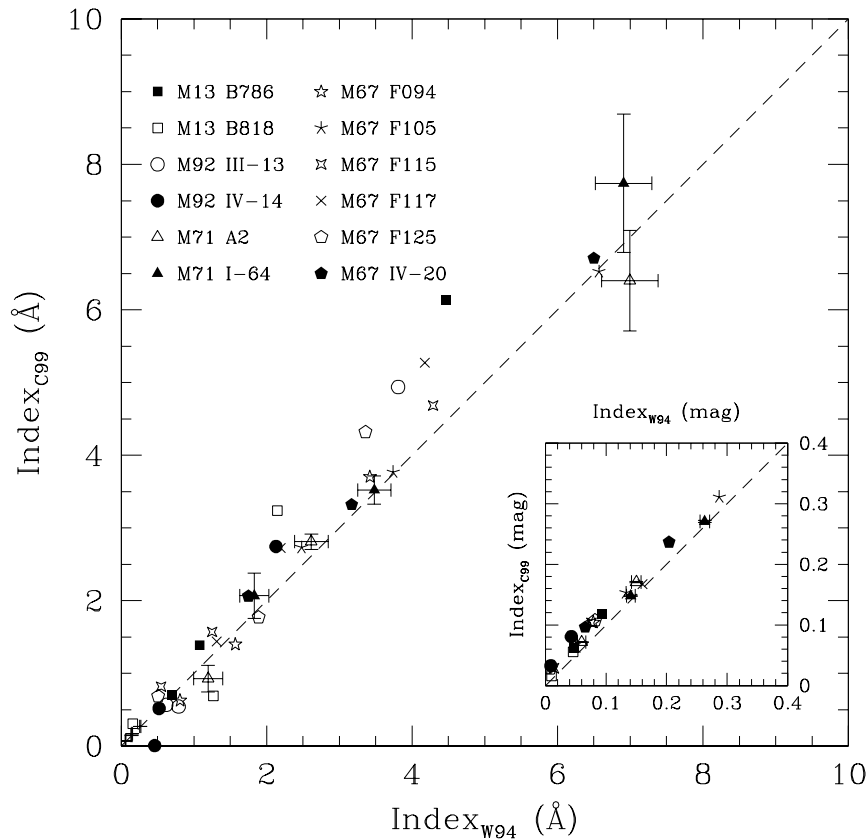 10
8
6
4
2
0
Index_C99 (Å)
■ M13 B786
□ M13 B818
○ M92 III−13
● M92 IV−14
△ M71 A2
▲ M71 I−64
☆ M67 F094
M67 F105
M67 F115
× M67 F117
M67 F125
M67 IV−20
Index_W94 (mag)
0.4
0.3
0.2
0.1
0
Index_C99 (mag)
0 0.1 0.2 0.3 0.4
0 2 4 6 8 10
Index_W94 (Å)